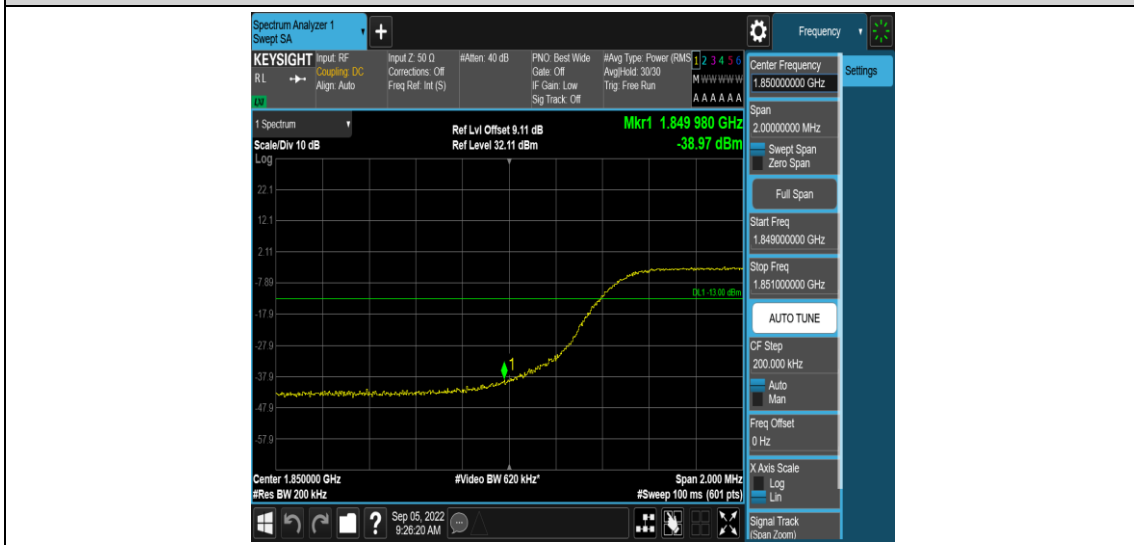 Spectrum Analyzer 1
Swept SA
+
Frequency
KEYSIGHT
Input: RF
Coupling: DC
Align: Auto
RL
Input Z: 50 Ω
Corrections: Off
Freq Ref: Int (S)
#Atten: 40 dB
PNO: Best Wide
Gate: Off
IF Gain: Low
Sig Track: Off
#Avg Type: Power (RMS
Avg|Hold: 30/30
Trig: Free Run
1 2 3 4 5 6
M W W W W W
A A A A A A
1 Spectrum
Scale/Div 10 dB
Ref Lvl Offset 9.11 dB
Ref Level 32.11 dBm
Mkr1 1.849 980 GHz
-38.97 dBm
Log
22.1
12.1
2.11
-7.89
DL1 -13.00 dBm
-17.9
-27.9
1
-37.9
-47.9
-57.9
Center 1.850000 GHz
#Video BW 620 kHz*
Span 2.000 MHz
#Res BW 200 kHz
#Sweep 100 ms (601 pts)
?
Sep 05, 2022
9:26:20 AM
Center Frequency
1.850000000 GHz
Settings
Span
2.00000000 MHz
Swept Span
Zero Span
Full Span
Start Freq
1.849000000 GHz
Stop Freq
1.851000000 GHz
AUTO TUNE
CF Step
200.000 kHz
Auto
Man
Freq Offset
0 Hz
X Axis Scale
Log
Lin
Signal Track
(Span Zoom)